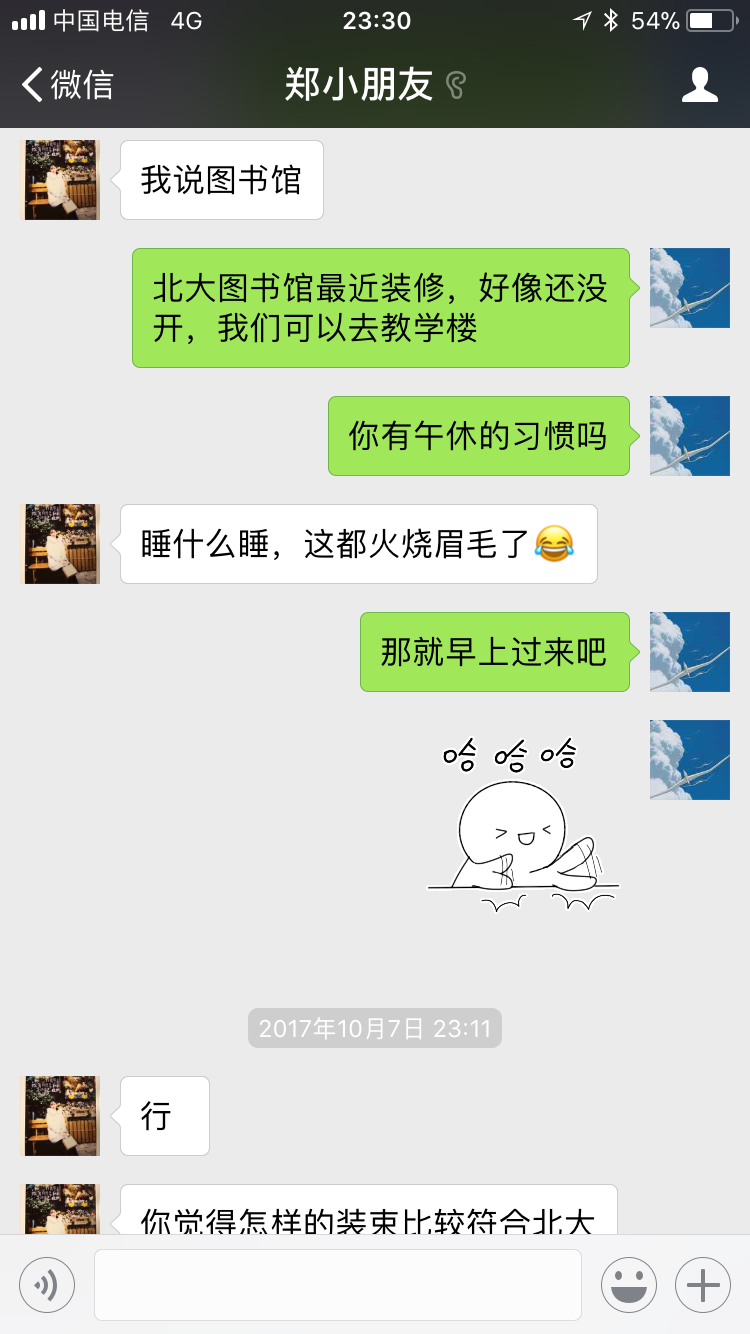 中国电信 4G 23:30 54%
微信 郑小朋友
我说图书馆
北大图书馆最近装修，好像还没
开，我们可以去教学楼
你有午休的习惯吗
睡什么睡，这都火烧眉毛了😂
那就早上过来吧
哈哈哈
2017年10月7日 23:11
行
你觉得怎样的装束比较符合北大